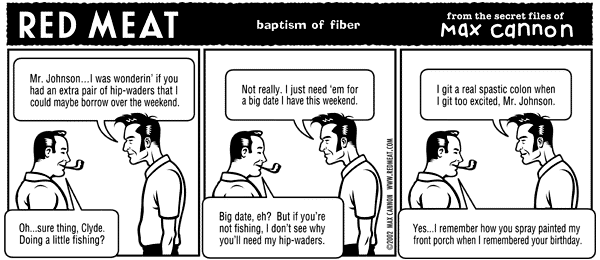 RED MEAT
baptism of fiber
from the secret files of
Max Cannon
Mr. Johnson...I was wonderin' if you
had an extra pair of hip-waders that I
could maybe borrow over the weekend.
Oh...sure thing, Clyde.
Doing a little fishing?
Not really. I just need 'em for
a big date I have this weekend.
Big date, eh? But if you're
not fishing, I don't see why
you'll need my hip-waders.
©2002 MAX CANNON WWW.REDMEAT.COM
I git a real spastic colon when
I git too excited, Mr. Johnson.
Yes...I remember how you spray painted my
front porch when I remembered your birthday.